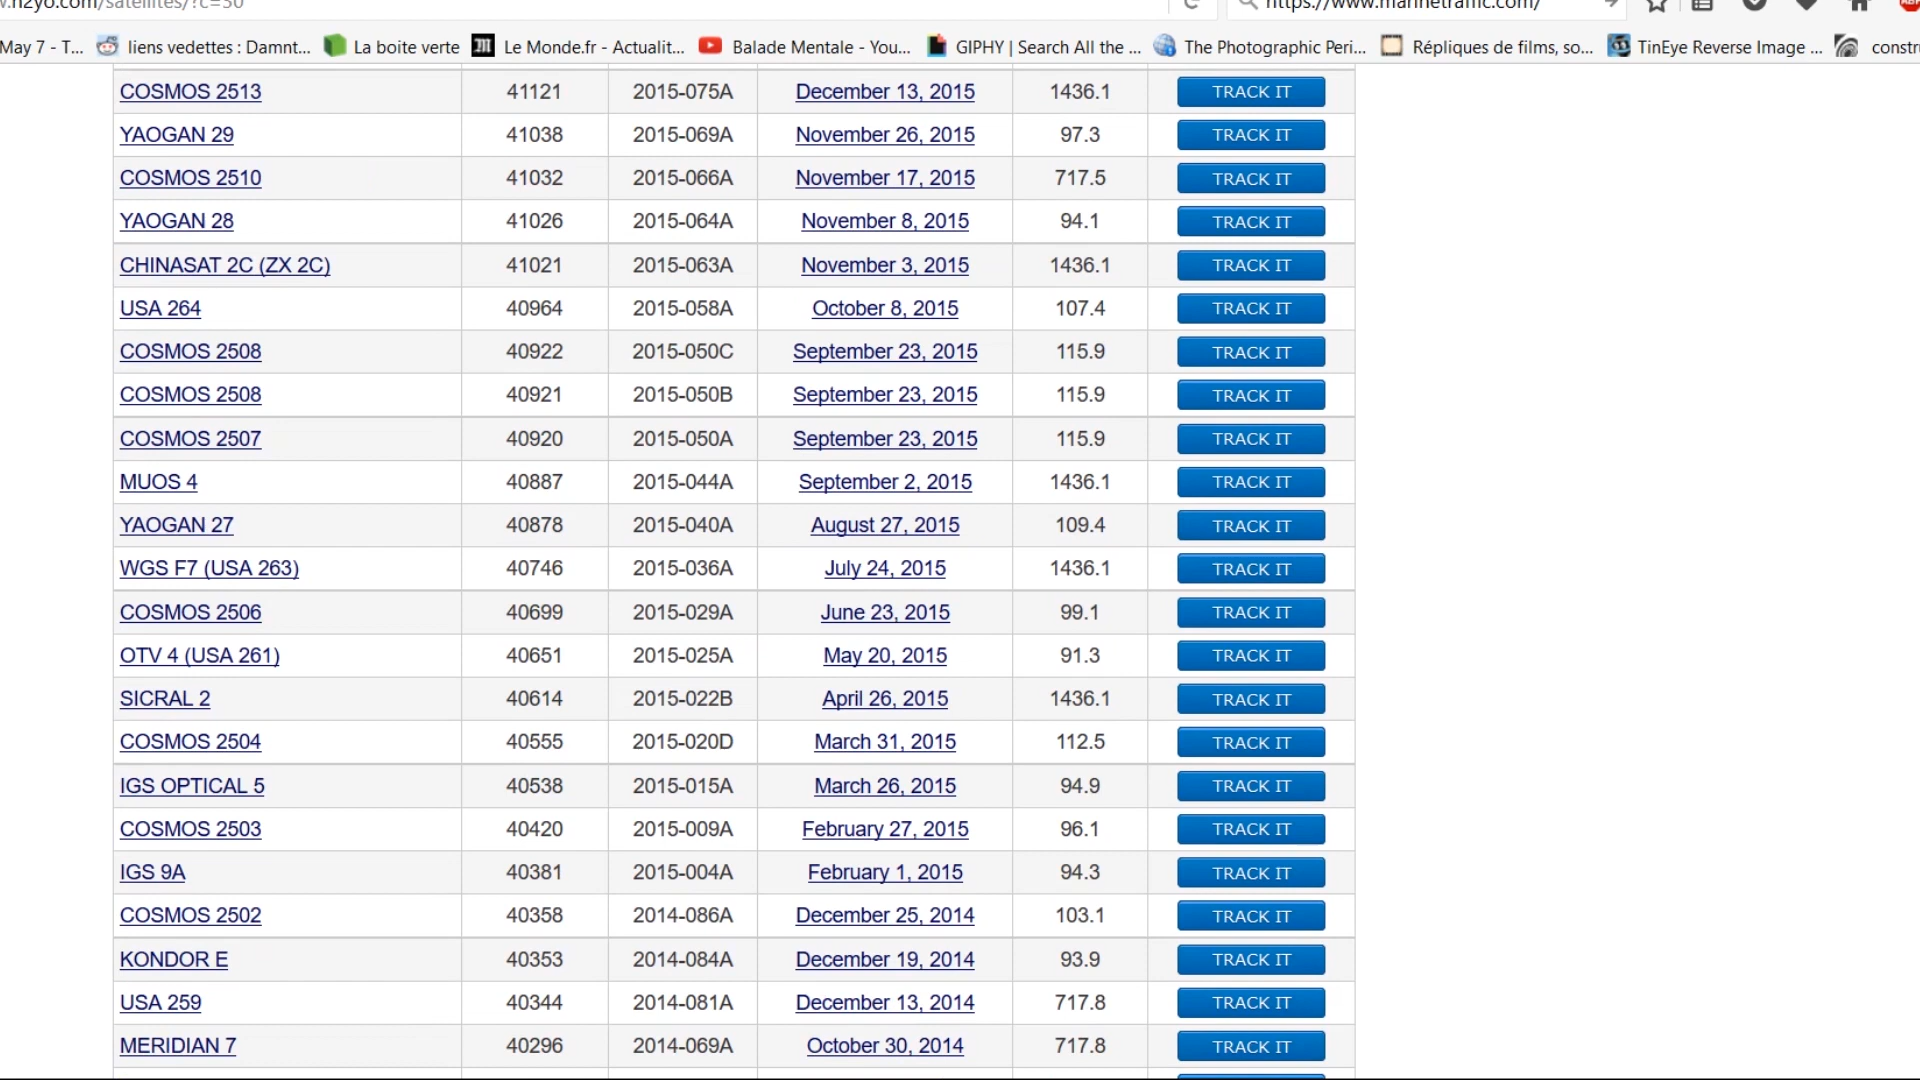 .n2yo.com/satellites/?c=30 https://www.marinetraffic.com/
May 7 - T... liens vedettes : Damnt... La boite verte Le Monde.fr - Actualit... Balade Mentale - You... GIPHY | Search All the ... The Photographic Peri... Répliques de films, so... TinEye Reverse Image ... constru
COSMOS 2513 41121 2015-075A December 13, 2015 1436.1 TRACK IT
YAOGAN 29 41038 2015-069A November 26, 2015 97.3 TRACK IT
COSMOS 2510 41032 2015-066A November 17, 2015 717.5 TRACK IT
YAOGAN 28 41026 2015-064A November 8, 2015 94.1 TRACK IT
CHINASAT 2C (ZX 2C) 41021 2015-063A November 3, 2015 1436.1 TRACK IT
USA 264 40964 2015-058A October 8, 2015 107.4 TRACK IT
COSMOS 2508 40922 2015-050C September 23, 2015 115.9 TRACK IT
COSMOS 2508 40921 2015-050B September 23, 2015 115.9 TRACK IT
COSMOS 2507 40920 2015-050A September 23, 2015 115.9 TRACK IT
MUOS 4 40887 2015-044A September 2, 2015 1436.1 TRACK IT
YAOGAN 27 40878 2015-040A August 27, 2015 109.4 TRACK IT
WGS F7 (USA 263) 40746 2015-036A July 24, 2015 1436.1 TRACK IT
COSMOS 2506 40699 2015-029A June 23, 2015 99.1 TRACK IT
OTV 4 (USA 261) 40651 2015-025A May 20, 2015 91.3 TRACK IT
SICRAL 2 40614 2015-022B April 26, 2015 1436.1 TRACK IT
COSMOS 2504 40555 2015-020D March 31, 2015 112.5 TRACK IT
IGS OPTICAL 5 40538 2015-015A March 26, 2015 94.9 TRACK IT
COSMOS 2503 40420 2015-009A February 27, 2015 96.1 TRACK IT
IGS 9A 40381 2015-004A February 1, 2015 94.3 TRACK IT
COSMOS 2502 40358 2014-086A December 25, 2014 103.1 TRACK IT
KONDOR E 40353 2014-084A December 19, 2014 93.9 TRACK IT
USA 259 40344 2014-081A December 13, 2014 717.8 TRACK IT
MERIDIAN 7 40296 2014-069A October 30, 2014 717.8 TRACK IT